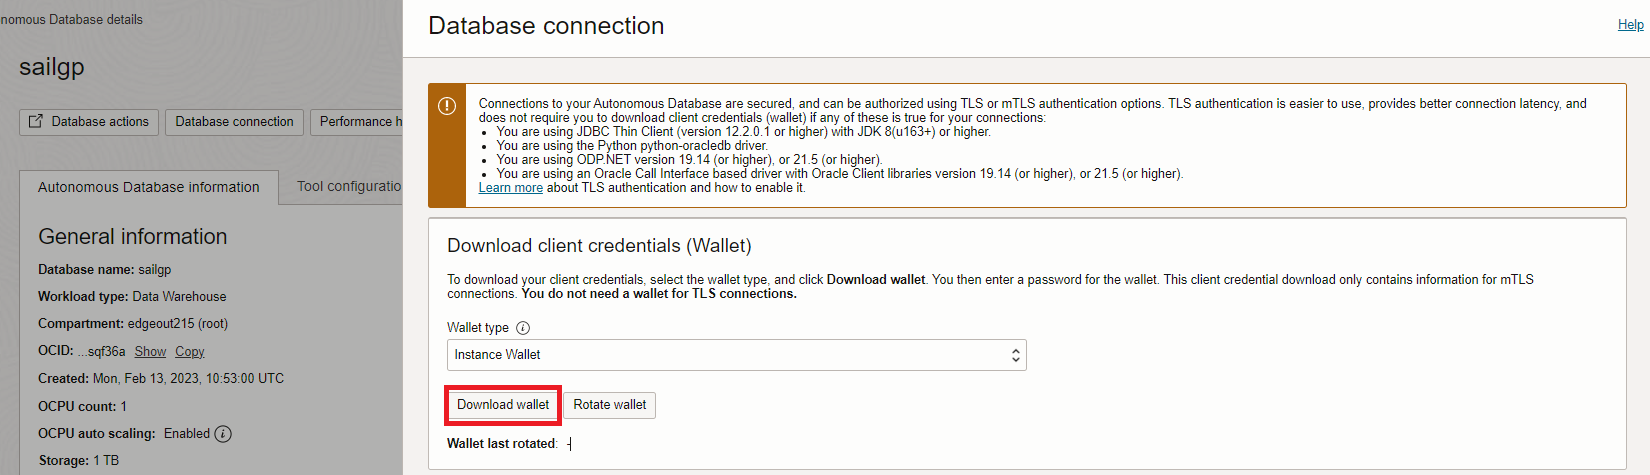 nomous Database details
sailgp
Database actions
Database connection
Performance h
Autonomous Database information
Tool configuratio
General information
Database name: sailgp
Workload type: Data Warehouse
Compartment: edgeout215 (root)
OCID: ...sqf36a Show Copy
Created: Mon, Feb 13, 2023, 10:53:00 UTC
OCPU count: 1
OCPU auto scaling: Enabled
Storage: 1 TB
Database connection
Help
Connections to your Autonomous Database are secured, and can be authorized using TLS or mTLS authentication options. TLS authentication is easier to use, provides better connection latency, and
does not require you to download client credentials (wallet) if any of these is true for your connections:
• You are using JDBC Thin Client (version 12.2.0.1 or higher) with JDK 8(u163+) or higher.
• You are using the Python python-oracledb driver.
• You are using ODP.NET version 19.14 (or higher), or 21.5 (or higher).
• You are using an Oracle Call Interface based driver with Oracle Client libraries version 19.14 (or higher), or 21.5 (or higher).
Learn more about TLS authentication and how to enable it.
Download client credentials (Wallet)
To download your client credentials, select the wallet type, and click Download wallet. You then enter a password for the wallet. This client credential download only contains information for mTLS
connections. You do not need a wallet for TLS connections.
Wallet type
Instance Wallet
Download wallet
Rotate wallet
Wallet last rotated: -